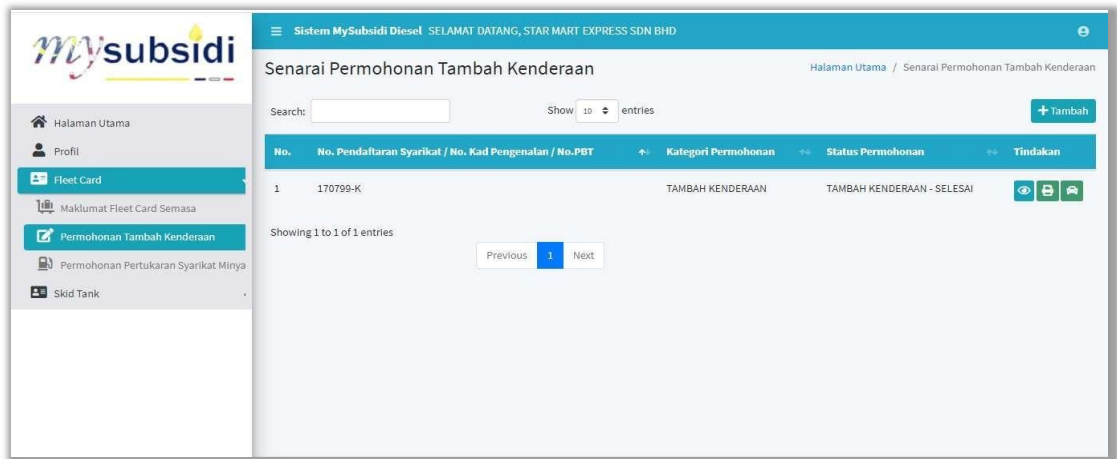 mysubsidi
Sistem MySubsidi Diesel SELAMAT DATANG, STAR MART EXPRESS SDN BHD
Senarai Permohonan Tambah Kenderaan
Halaman Utama / Senarai Permohonan Tambah Kenderaan
Search:
Show 10 entries
+ Tambah
Halaman Utama
Profil
Fleet Card
Maklumat Fleet Card Semasa
Permohonan Tambah Kenderaan
Permohonan Pertukaran Syarikat Minya
Skid Tank
No. No. Pendaftaran Syarikat / No. Kad Pengenalan / No.PBT Kategori Permohonan Status Permohonan Tindakan
1 170799-K TAMBAH KENDERAAN TAMBAH KENDERAAN - SELESAI
Showing 1 to 1 of 1 entries
Previous 1 Next